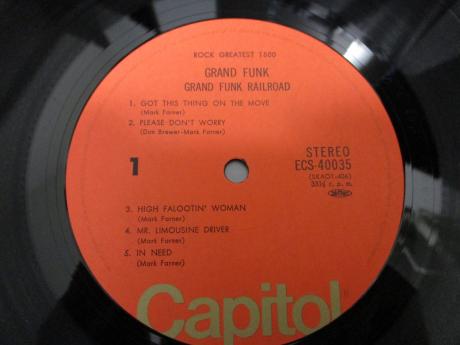 ROCK GREATEST 1500
GRAND FUNK
GRAND FUNK RAILROAD
1. GOT THIS THING ON THE MOVE
(Mark Farner)
2. PLEASE DON'T WORRY
(Don Brewer-Mark Farner)
1
STEREO
ECS-40035
(SKAO1-406)
33⅓ r. p. m.
3. HIGH FALOOTIN' WOMAN
(Mark Farner)
4. MR. LIMOUSINE DRIVER
(Mark Farner)
5. IN NEED
(Mark Farner)
Capitol